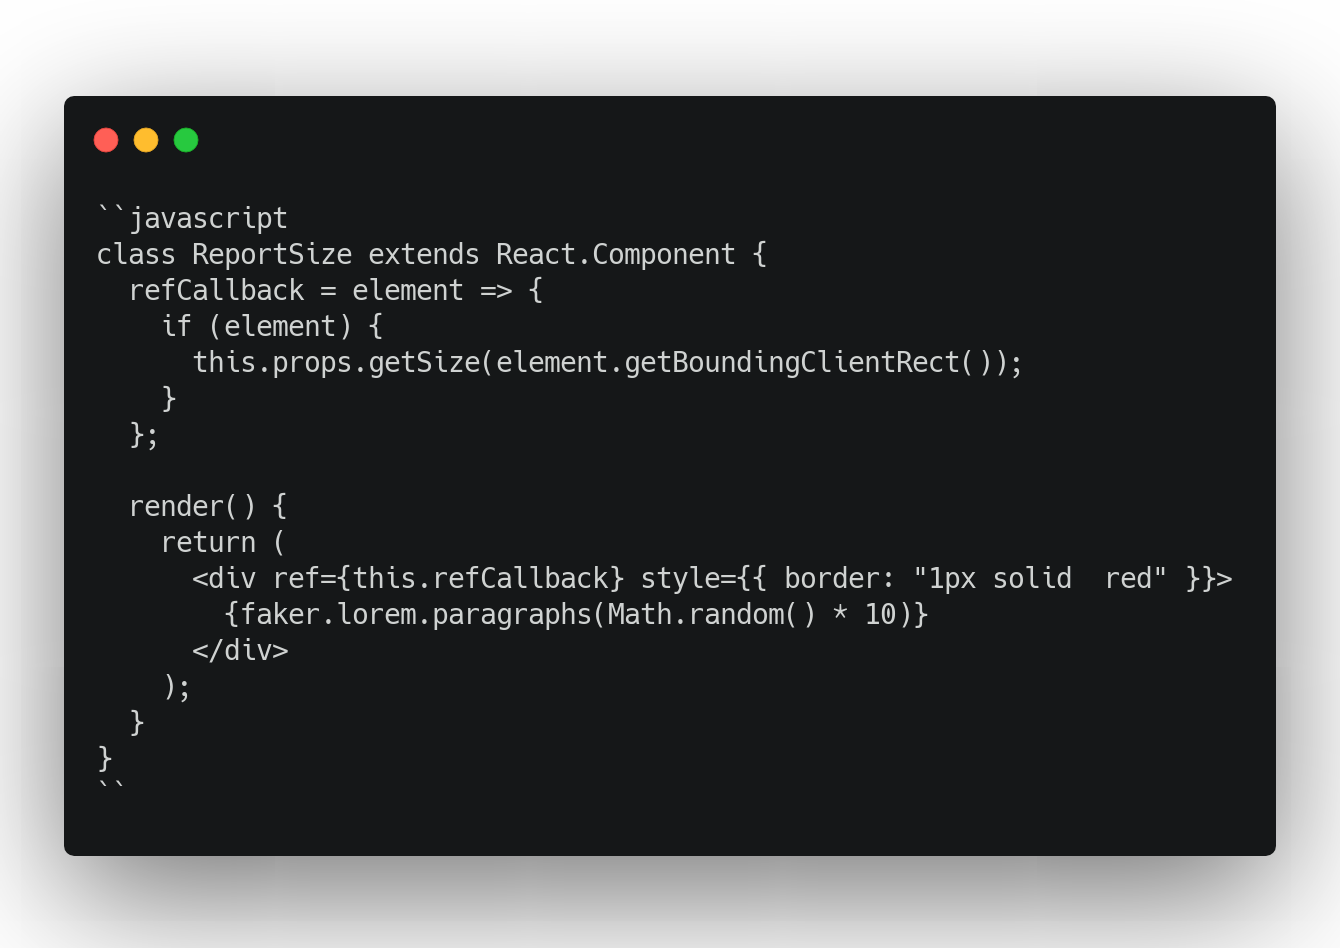 ``javascript
class ReportSize extends React.Component {
  refCallback = element => {
    if (element) {
      this.props.getSize(element.getBoundingClientRect());
    }
  };

  render() {
    return (
      <div ref={this.refCallback} style={{ border: "1px solid  red" }}>
        {faker.lorem.paragraphs(Math.random() * 10)}
      </div>
    );
  }
}
``